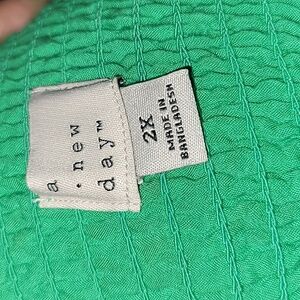 a
· new
day™
2X
MADE IN
BANGLADESH